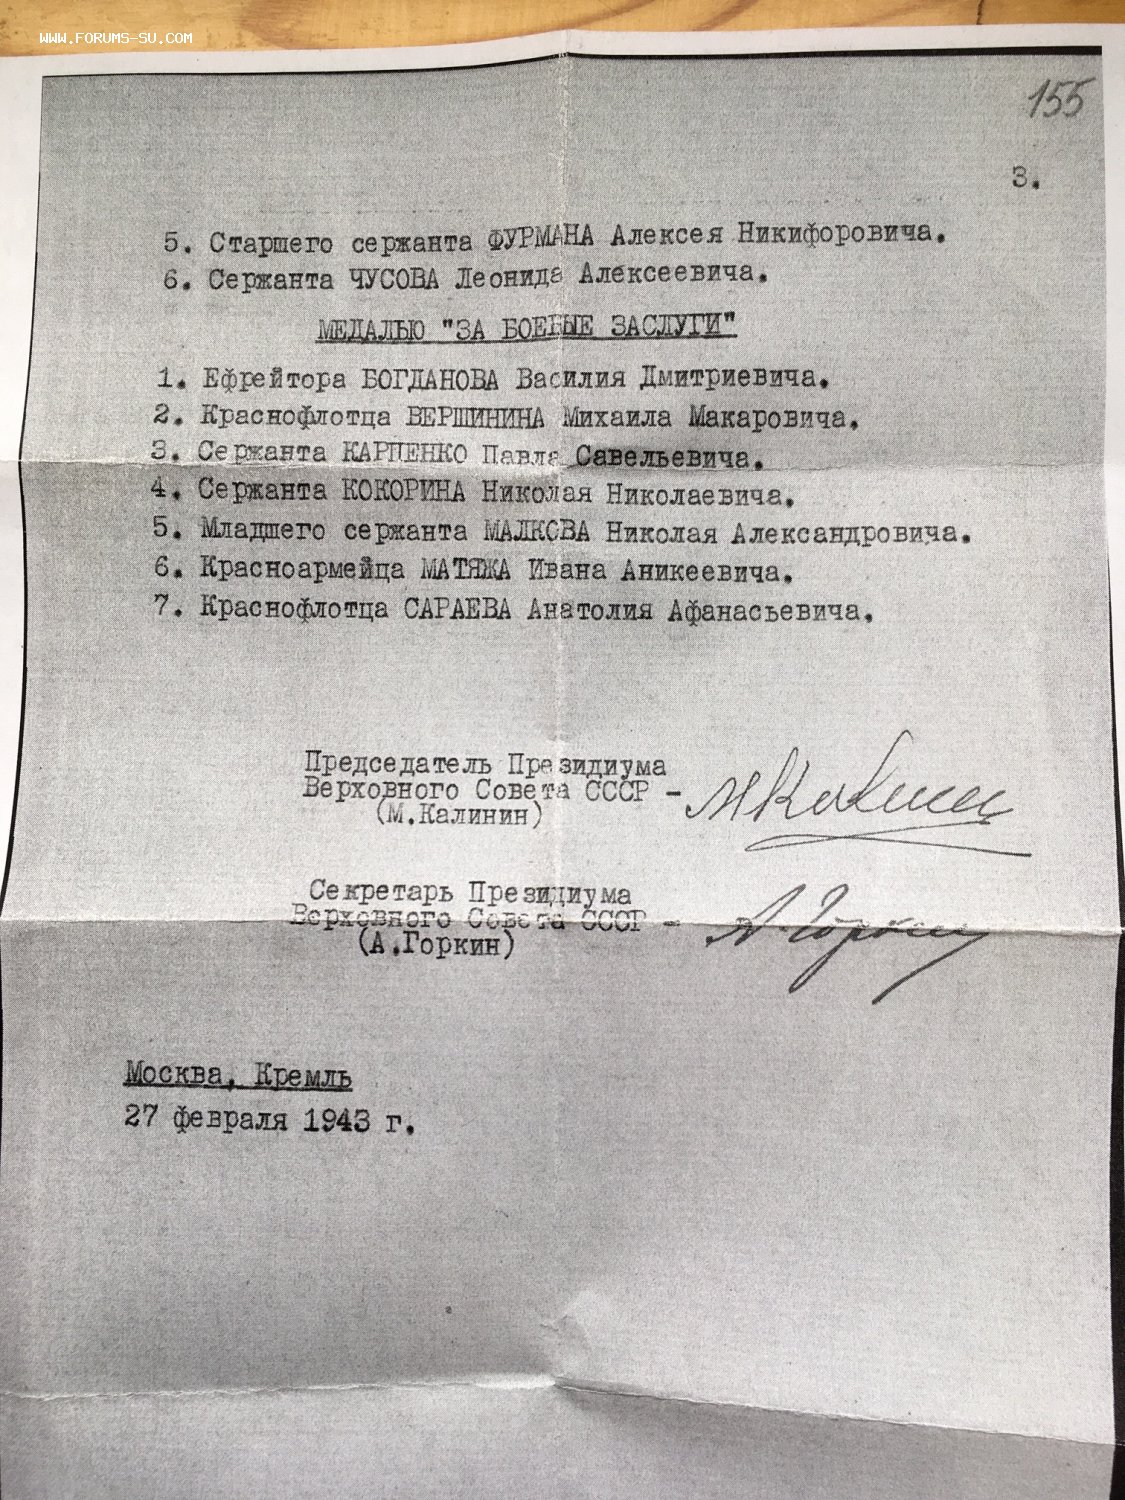 WWW.FORUMS-SU.COM
155
3.
5. Старшего сержанта ФУРМАНА Алексея Никифоровича.
6. Сержанта ЧУСОВА Леонида Алексеевича.
МЕДАЛЬЮ "ЗА БОЕВЫЕ ЗАСЛУГИ"
1. Ефрейтора БОГДАНОВА Василия Дмитриевича.
2. Краснофлотца ВЕРШИНИНА Михаила Макаровича.
3. Сержанта КАРПЕНКО Павла Савельевича.
4. Сержанта КОКОРИНА Николая Николаевича.
5. Младшего сержанта МАЛКОВА Николая Александровича.
6. Красноармейца МАТЯЖА Ивана Аникеевича.
7. Краснофлотца САРАЕВА Анатолия Афанасьевича.
Председатель Президиума
Верховного Совета СССР - М Калинин
(М.Калинин)
Секретарь Президиума
Верховного Совета СССР - А. Горкин
(А.Горкин)
Москва, Кремль
27 февраля 1943 г.